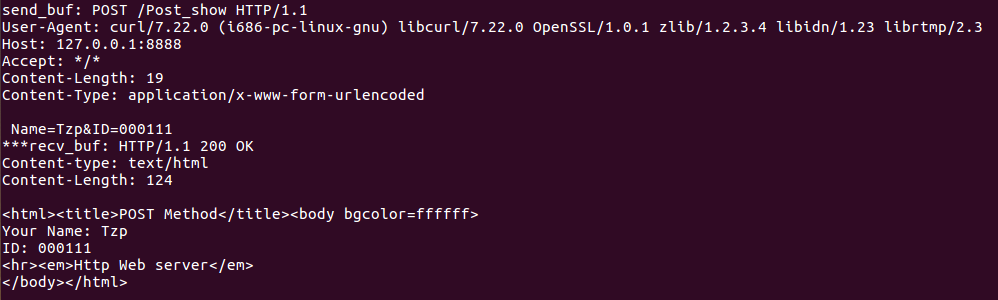 send_buf: POST /Post_show HTTP/1.1
User-Agent: curl/7.22.0 (i686-pc-linux-gnu) libcurl/7.22.0 OpenSSL/1.0.1 zlib/1.2.3.4 libidn/1.23 librtmp/2.3
Host: 127.0.0.1:8888
Accept: */*
Content-Length: 19
Content-Type: application/x-www-form-urlencoded

 Name=Tzp&ID=000111
***recv_buf: HTTP/1.1 200 OK
Content-type: text/html
Content-Length: 124

<html><title>POST Method</title><body bgcolor=ffffff>
Your Name: Tzp
ID: 000111
<hr><em>Http Web server</em>
</body></html>